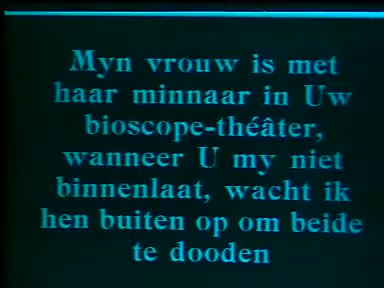 Myn vrouw is met
haar minnaar in Uw
bioscope-théâter,
wanneer U my niet
binnenlaat, wacht ik
hen buiten op om beide
te dooden